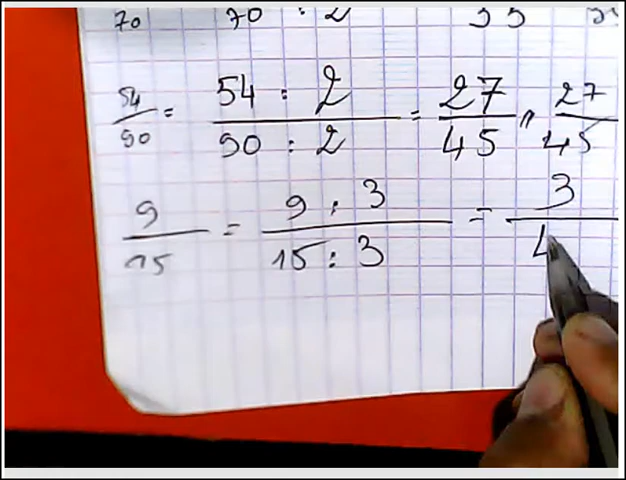 70 70 : 2 35
54/90 = 54 : 2 / 90 : 2 = 27/45 , 27/45
9/15 = 9 : 3 / 15 : 3 = 3/4